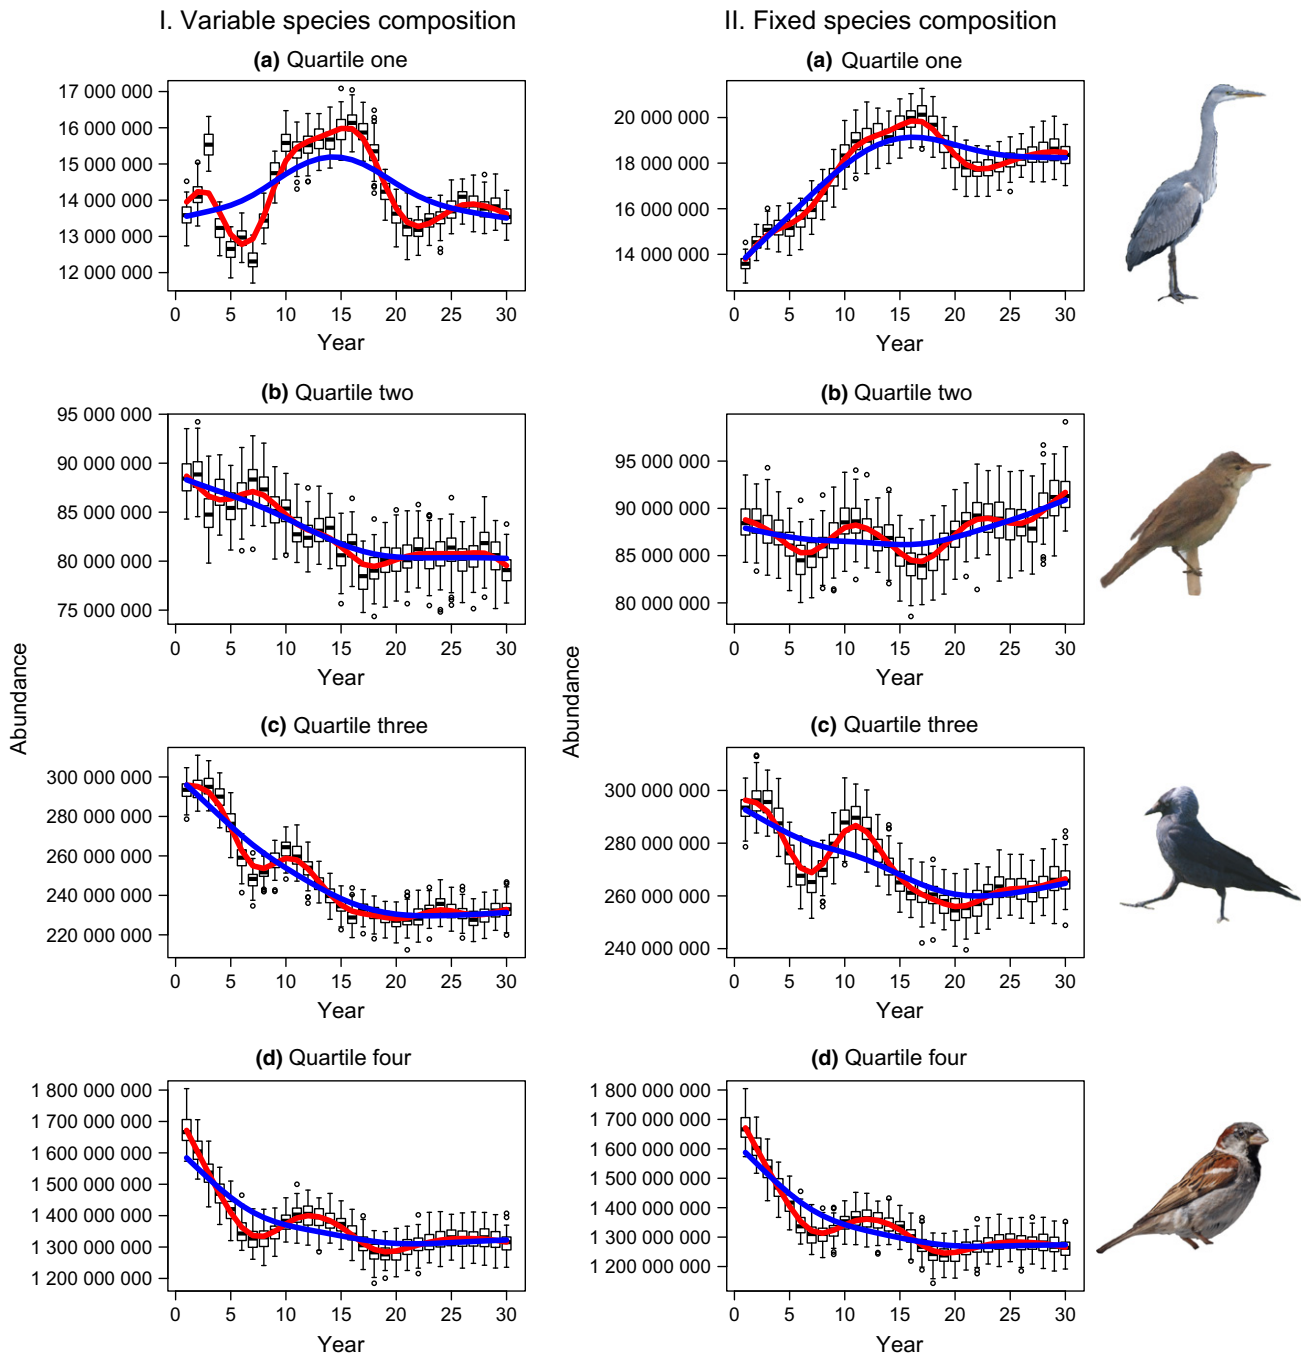 I. Variable species composition
II. Fixed species composition
(a) Quartile one
17 000 000
16 000 000
15 000 000
14 000 000
13 000 000
12 000 000
0 5 10 15 20 25 30
Year
(a) Quartile one
20 000 000
18 000 000
16 000 000
14 000 000
0 5 10 15 20 25 30
Year
(b) Quartile two
95 000 000
90 000 000
85 000 000
80 000 000
75 000 000
0 5 10 15 20 25 30
Year
(b) Quartile two
95 000 000
90 000 000
85 000 000
80 000 000
0 5 10 15 20 25 30
Year
Abundance
Abundance
(c) Quartile three
300 000 000
280 000 000
260 000 000
240 000 000
220 000 000
0 5 10 15 20 25 30
Year
(c) Quartile three
300 000 000
280 000 000
260 000 000
240 000 000
0 5 10 15 20 25 30
Year
(d) Quartile four
1 800 000 000
1 700 000 000
1 600 000 000
1 500 000 000
1 400 000 000
1 300 000 000
1 200 000 000
0 5 10 15 20 25 30
Year
(d) Quartile four
1 800 000 000
1 700 000 000
1 600 000 000
1 500 000 000
1 400 000 000
1 300 000 000
1 200 000 000
0 5 10 15 20 25 30
Year